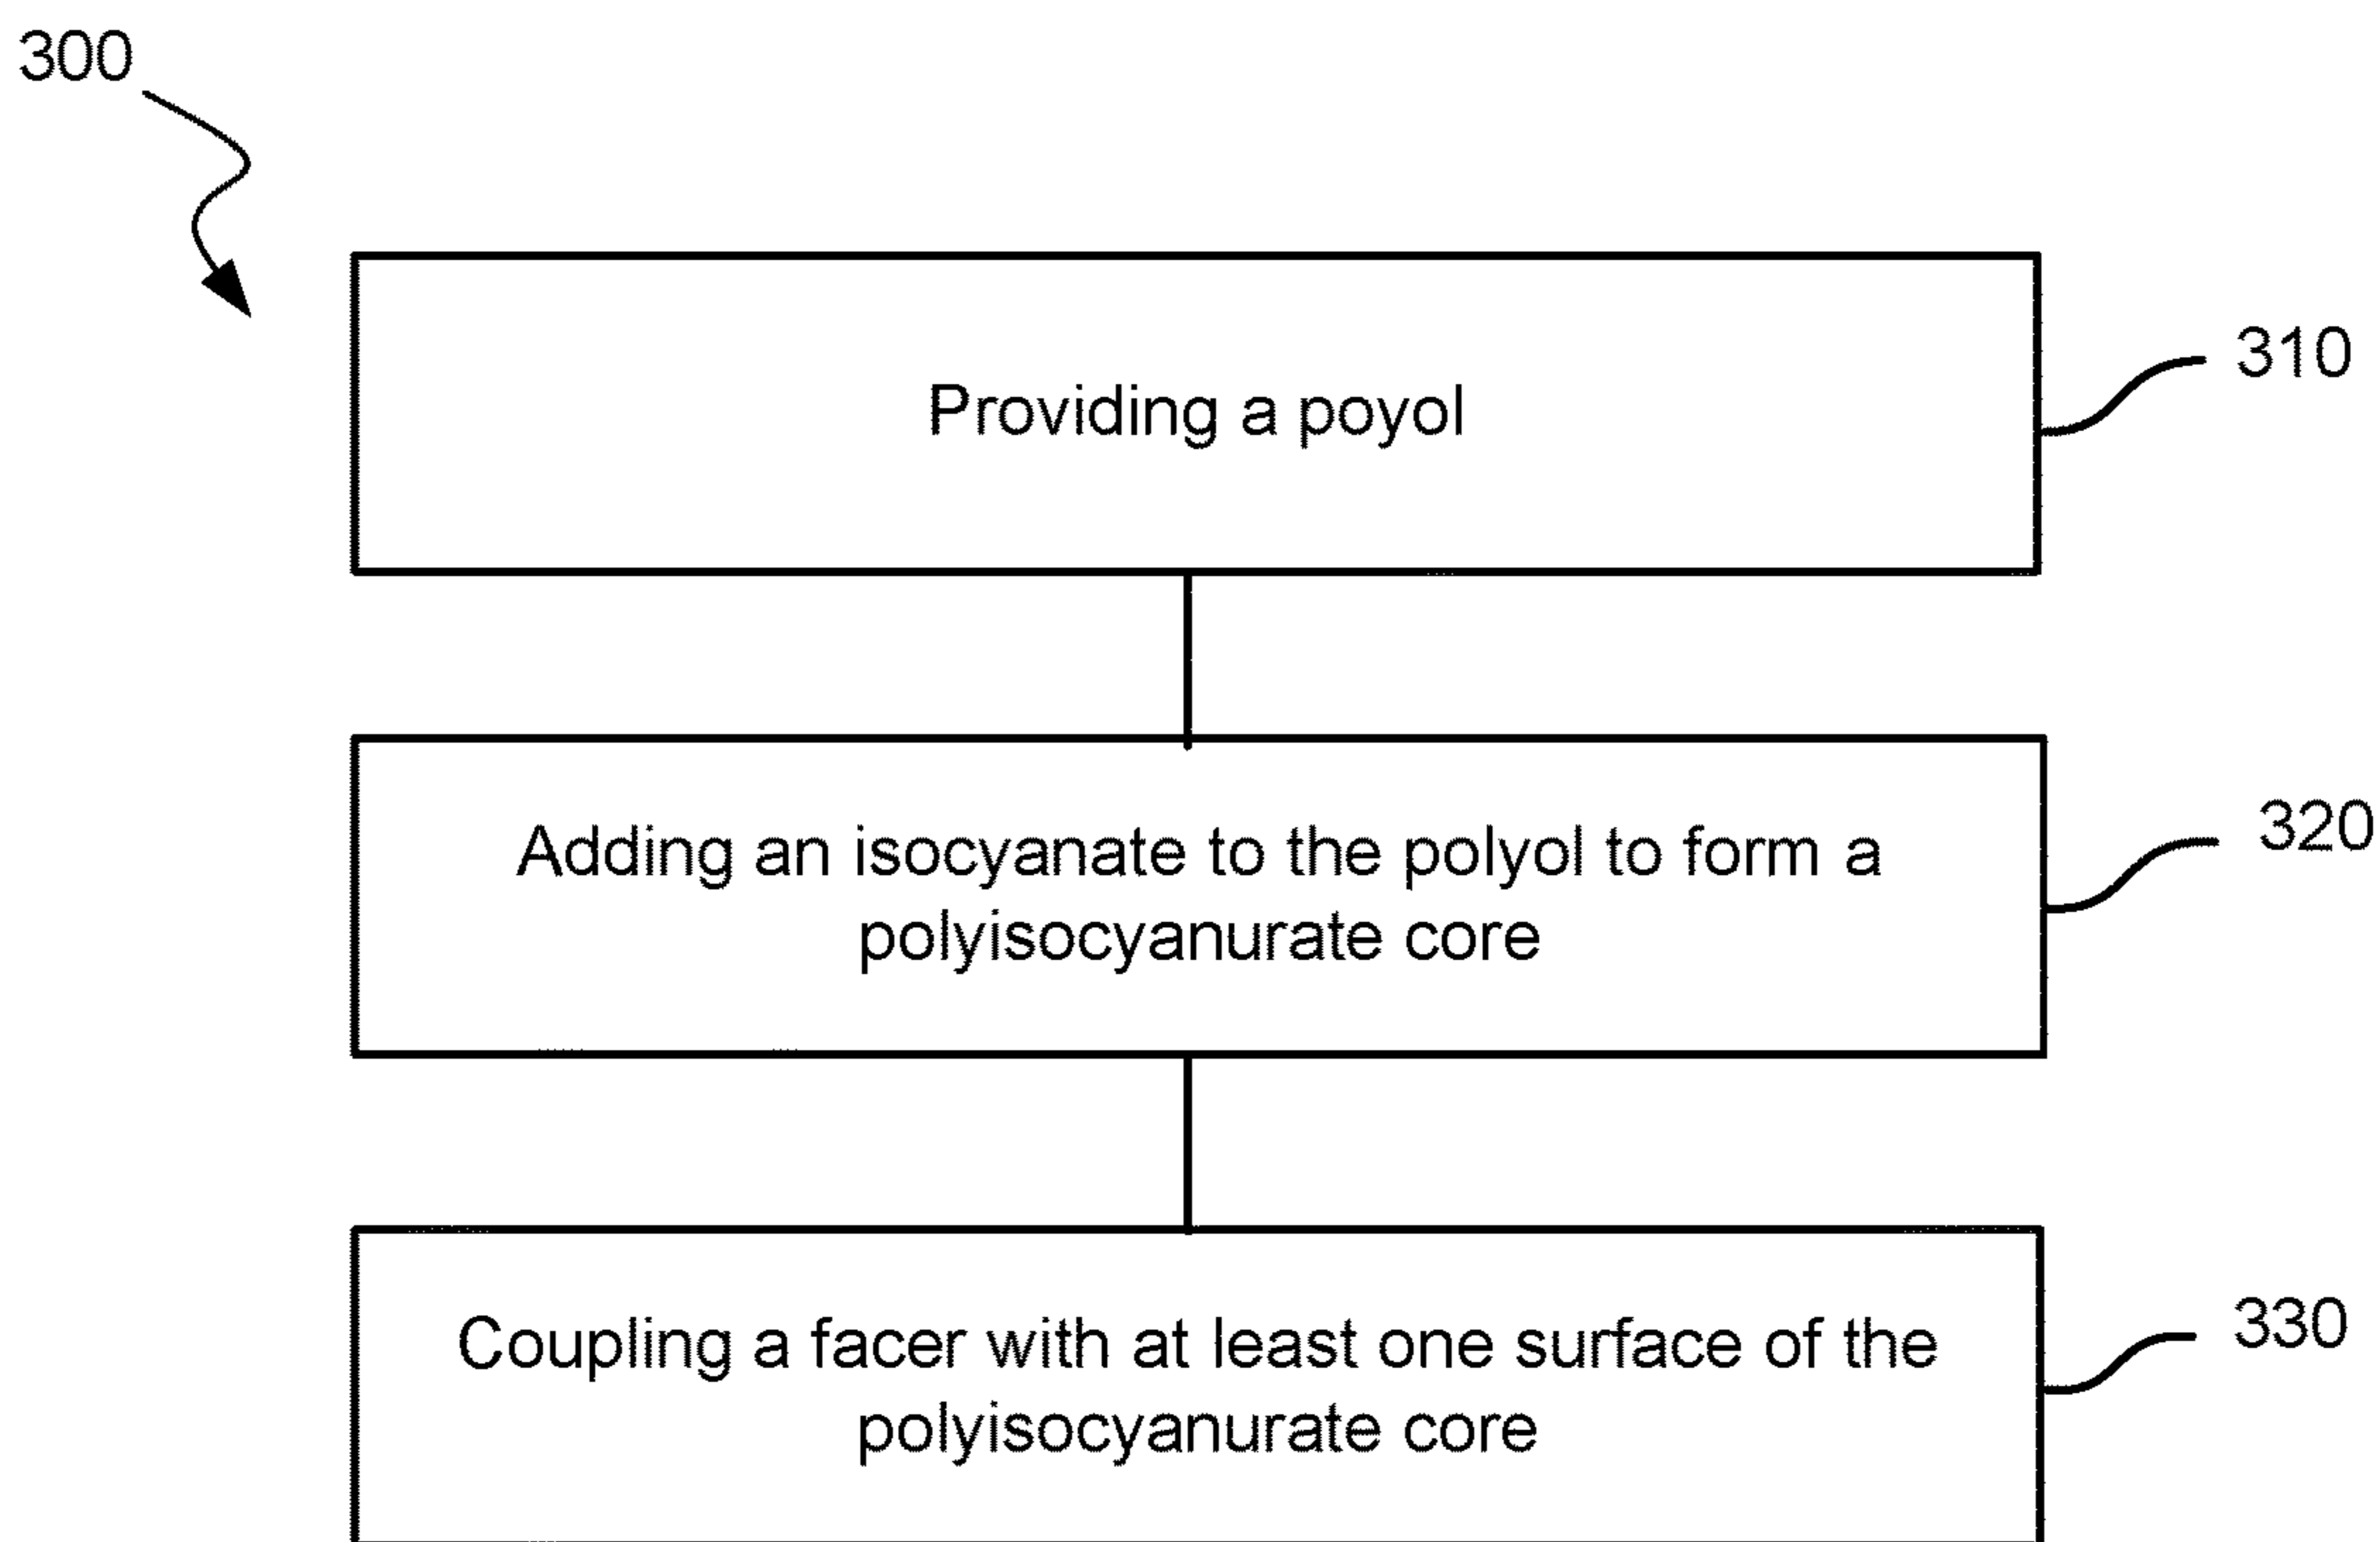 300
Providing a poyol
310
Adding an isocyanate to the polyol to form a
polyisocyanurate core
320
Coupling a facer with at least one surface of the
polyisocyanurate core
330